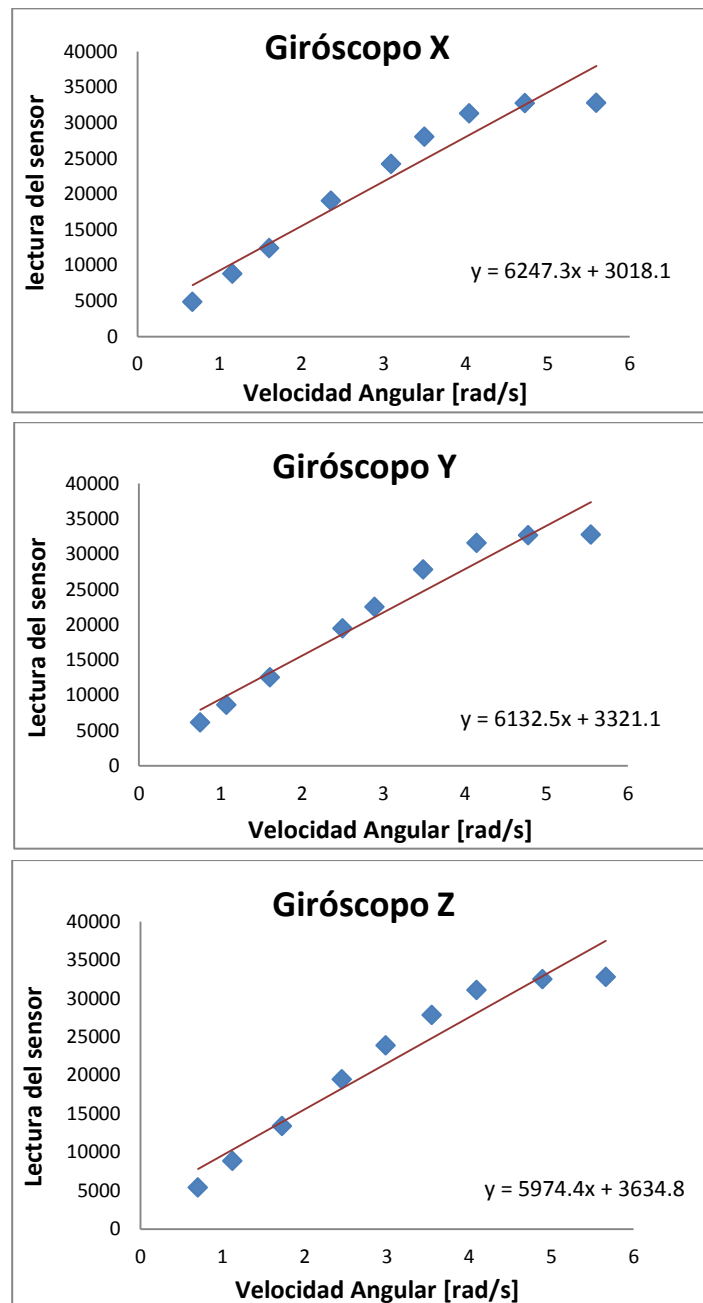 Giróscopo X
40000
35000
30000
25000
20000
15000
10000
5000
0
lectura del sensor
y = 6247.3x + 3018.1
0 1 2 3 4 5 6
Velocidad Angular [rad/s]
Giróscopo Y
40000
35000
30000
25000
20000
15000
10000
5000
0
Lectura del sensor
y = 6132.5x + 3321.1
0 1 2 3 4 5 6
Velocidad Angular [rad/s]
Giróscopo Z
40000
35000
30000
25000
20000
15000
10000
5000
0
Lectura del sensor
y = 5974.4x + 3634.8
0 1 2 3 4 5 6
Velocidad Angular [rad/s]